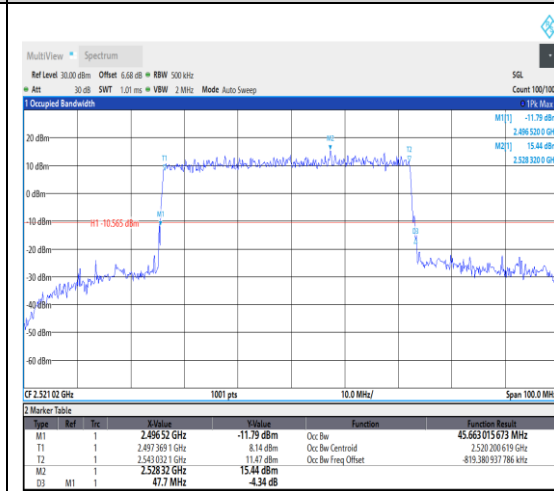 MultiView Spectrum
Ref Level 30.00 dBm Offset 6.68 dB RBW 500 kHz SGL
Att 30 dB SWT 1.01 ms VBW 2 MHz Mode Auto Sweep Count 100/100
1 Occupied Bandwidth 1Pk Max
M1[1] -11.79 dBm
2.496 520 0 GH
M2[1] 15.44 dBm
2.528 320 0 GH
20 dBm
10 dBm
0 dBm
-10 dBm
H1 -10.565 dBm
-20 dBm
-30 dBm
-40 dBm
-50 dBm
-60 dBm
T1
M2
T2
M1
D3
CF 2.521 02 GHz 1001 pts 10.0 MHz/ Span 100.0 MHz
2 Marker Table
Type Ref Trc X-Value Y-Value Function Function Result
M1 1 2.496 52 GHz -11.79 dBm Occ Bw 45.663 015 673 MHz
T1 1 2.497 369 1 GHz 8.14 dBm Occ Bw Centroid 2.520 200 619 GHz
T2 1 2.543 032 1 GHz 11.47 dBm Occ Bw Freq Offset -819.380 937 786 kHz
M2 1 2.528 32 GHz 15.44 dBm
D3 M1 1 47.7 MHz -4.34 dB